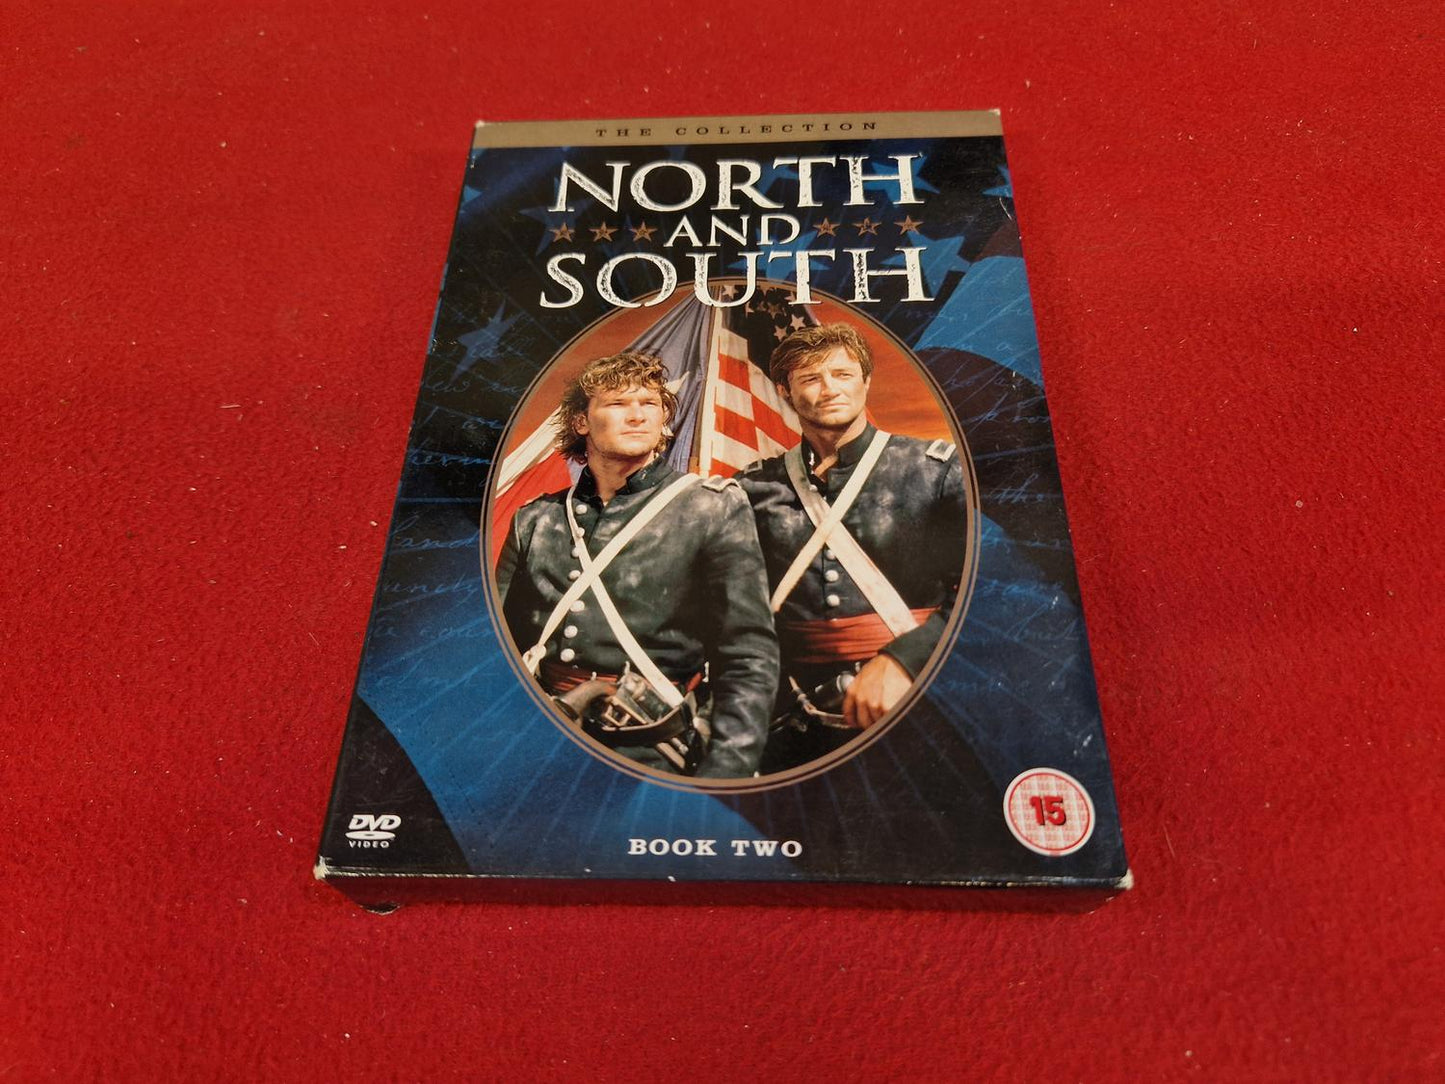 THE COLLECTION
NORTH
AND
SOUTH
DVD
VIDEO
BOOK TWO
15